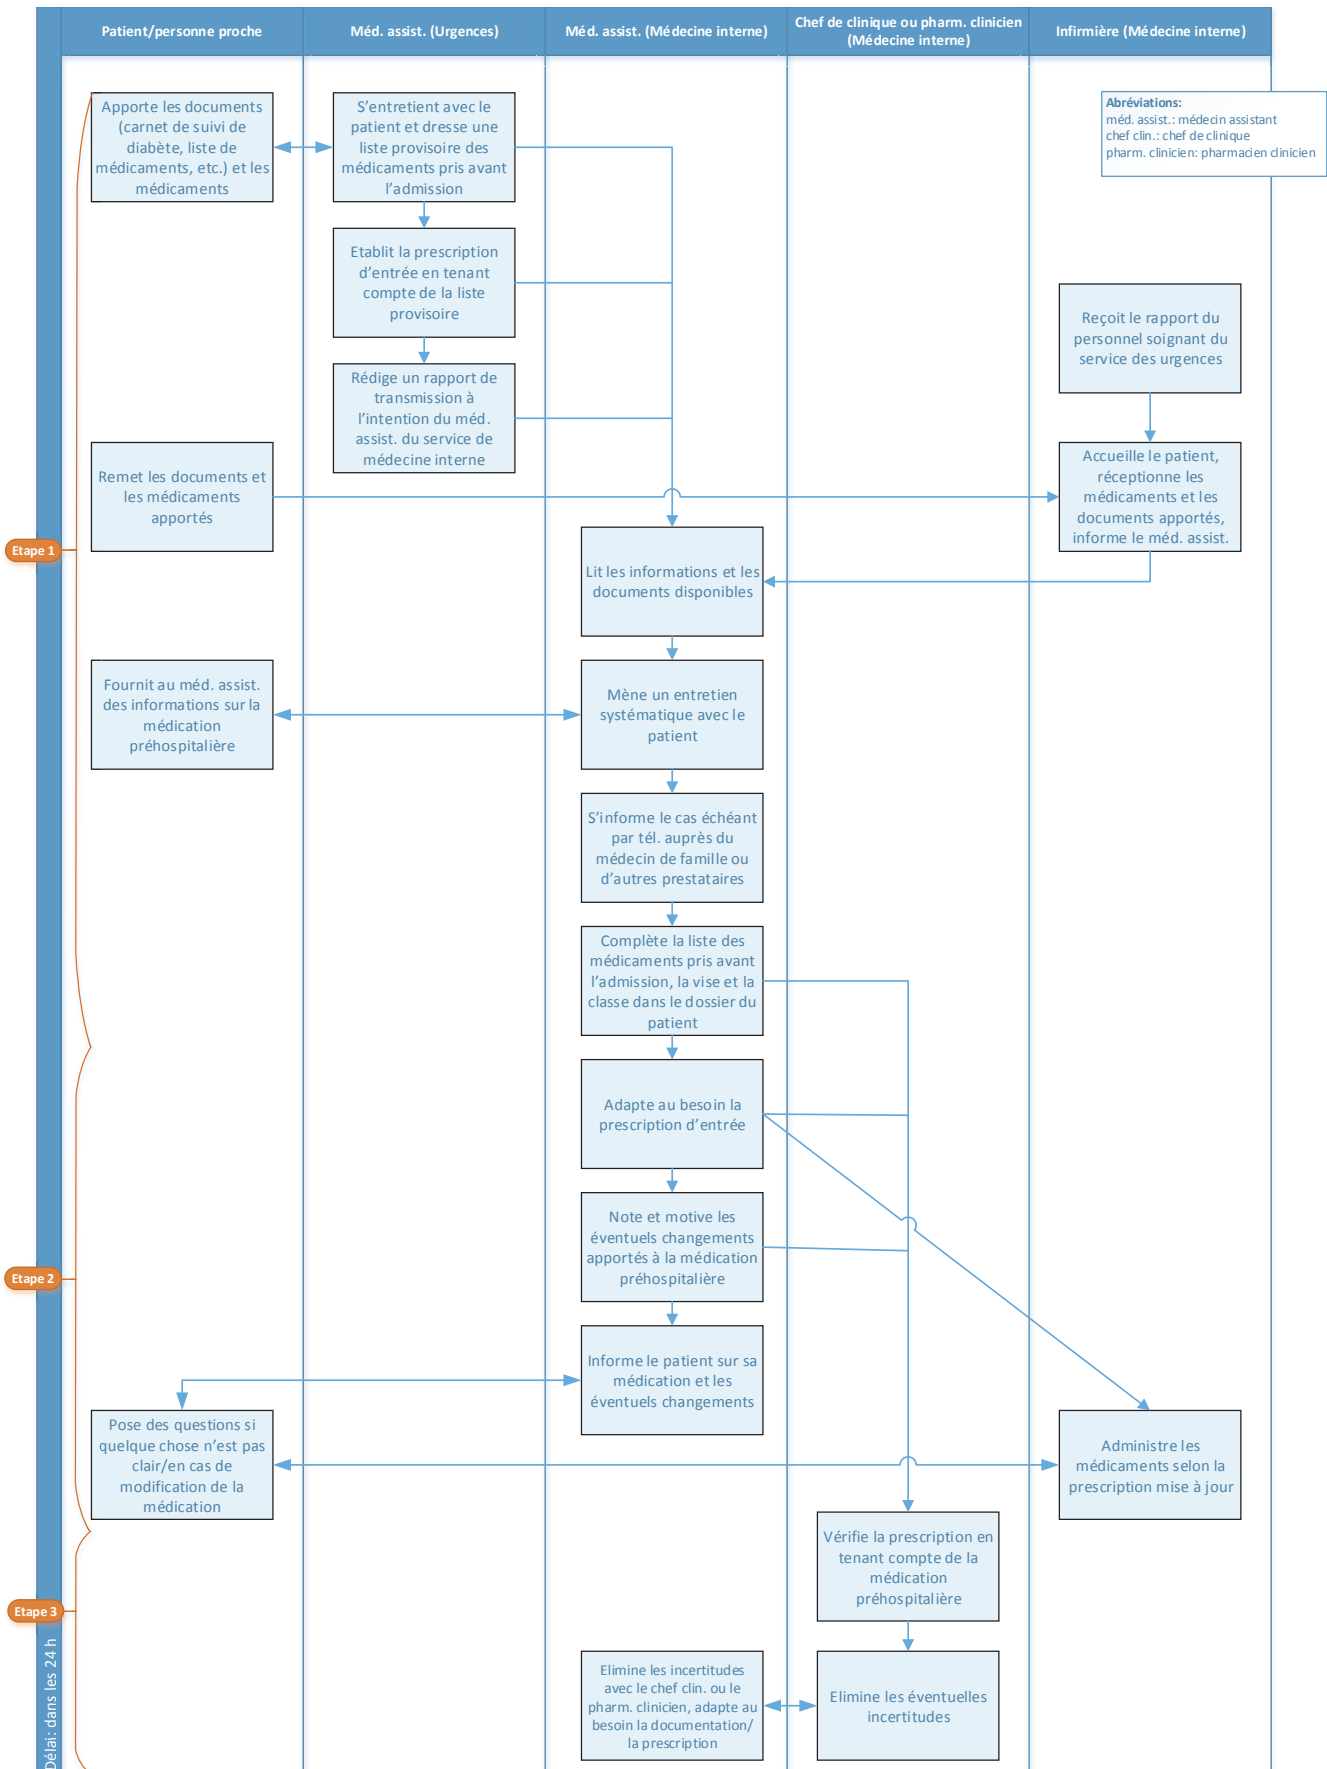 Patient/personne proche
Méd. assist. (Urgences)
Méd. assist. (Médecine interne)
Chef de clinique ou pharm. clinicien
(Médecine interne)
Infirmière (Médecine interne)
Abréviations:
méd. assist.: médecin assistant
chef clin.: chef de clinique
pharm. clinicien: pharmacien clinicien
Apporte les documents
(carnet de suivi de
diabète, liste de
médicaments, etc.) et les
médicaments
S’entretient avec le
patient et dresse une
liste provisoire des
médicaments pris avant
l’admission
Etablit la prescription
d’entrée en tenant
compte de la liste
provisoire
Reçoit le rapport du
personnel soignant du
service des urgences
Rédige un rapport de
transmission à
l’intention du méd.
assist. du service de
médecine interne
Remet les documents et
les médicaments
apportés
Accueille le patient,
réceptionne les
médicaments et les
documents apportés,
informe le méd. assist.
Etape 1
Lit les informations et les
documents disponibles
Fournit au méd. assist.
des informations sur la
médication
préhospitalière
Mène un entretien
systématique avec le
patient
S’informe le cas échéant
par tél. auprès du
médecin de famille ou
d’autres prestataires
Complète la liste des
médicaments pris avant
l’admission, la vise et la
classe dans le dossier du
patient
Adapte au besoin la
prescription d’entrée
Note et motive les
éventuels changements
apportés à la médication
préhospitalière
Etape 2
Informe le patient sur sa
médication et les
éventuels changements
Pose des questions si
quelque chose n’est pas
clair/en cas de
modification de la
médication
Administre les
médicaments selon la
prescription mise à jour
Vérifie la prescription en
tenant compte de la
médication
préhospitalière
Etape 3
Délai: dans les 24 h
Elimine les incertitudes
avec le chef clin. ou le
pharm. clinicien, adapte au
besoin la documentation/
la prescription
Elimine les éventuelles
incertitudes